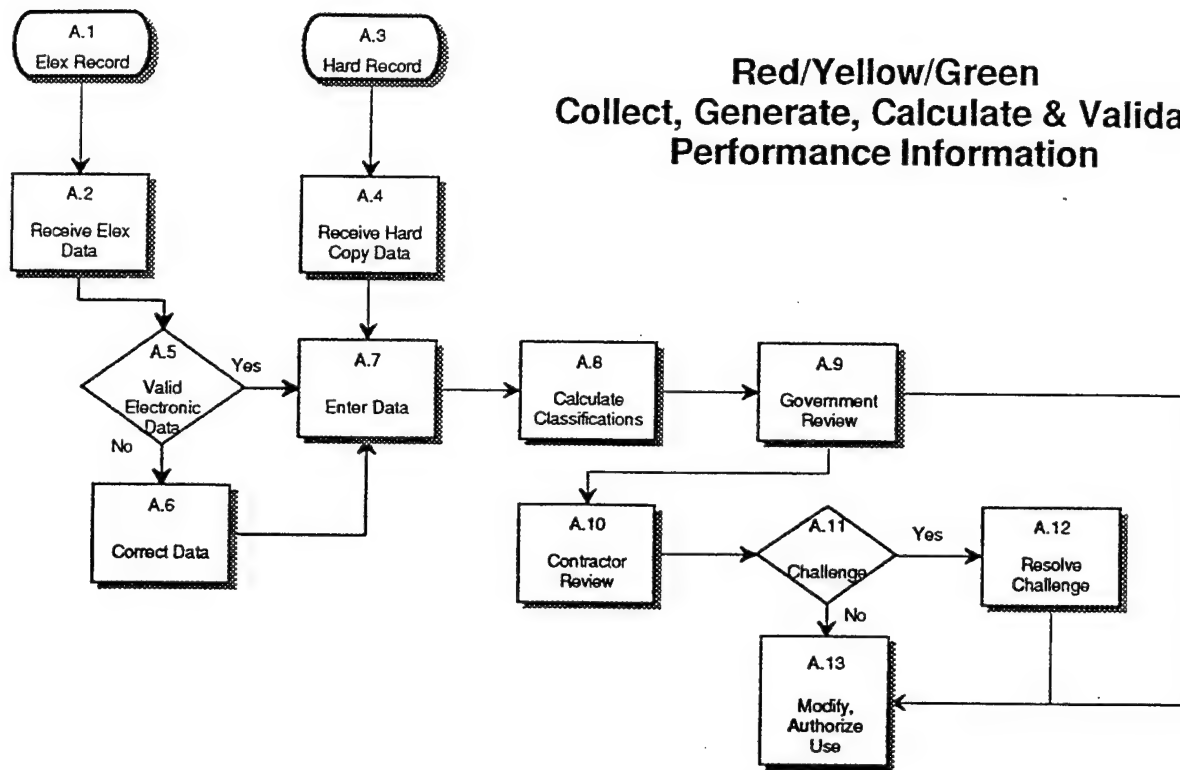 A.1
Elex Record
A.3
Hard Record
Red/Yellow/Green
Collect, Generate, Calculate & Valida
Performance Information
A.2
Receive Elex
Data
A.4
Receive Hard
Copy Data
A.5
Valid
Electronic
Data
Yes
No
A.7
Enter Data
A.8
Calculate
Classifications
A.9
Government
Review
A.6
Correct Data
A.10
Contractor
Review
A.11
Challenge
Yes
No
A.12
Resolve
Challenge
A.13
Modify,
Authorize
Use